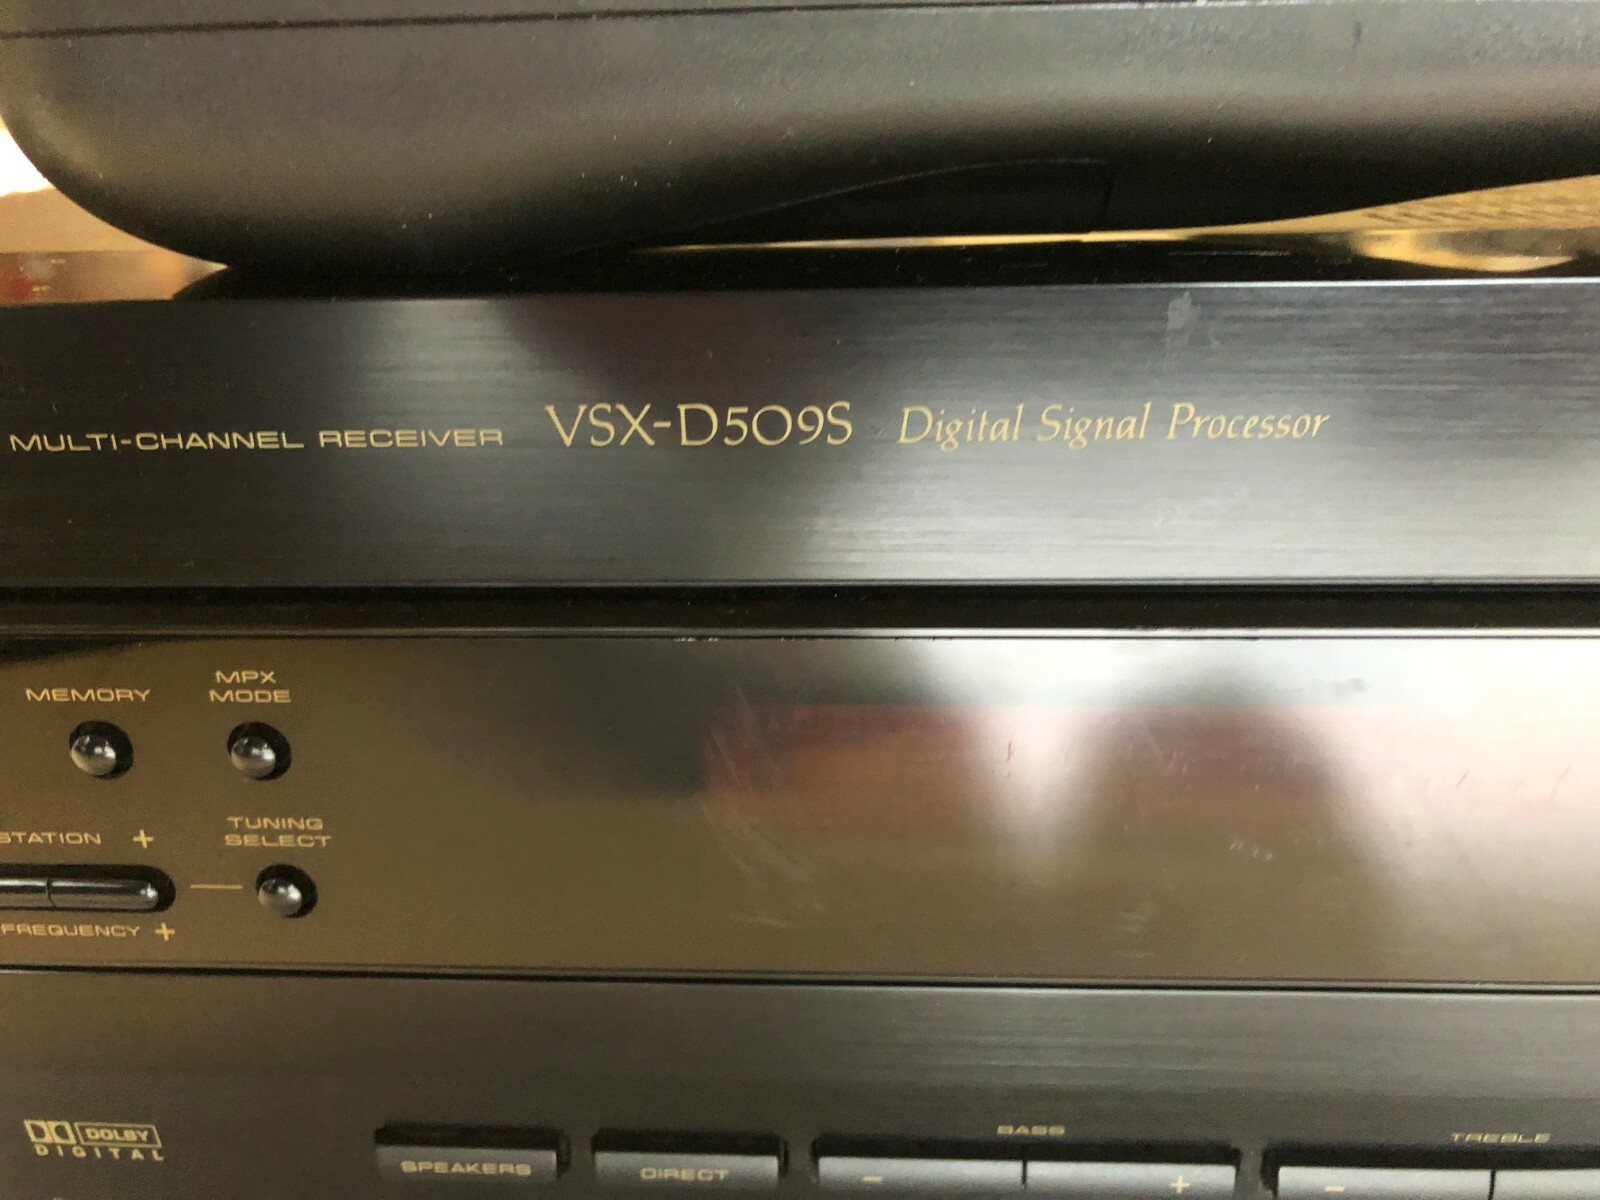 MULTI-CHANNEL RECEIVER VSX-D509S Digital Signal Processor
MEMORY
MPX
MODE
STATION +
TUNING
SELECT
FREQUENCY +
DOLBY
DIGITAL
SPEAKERS
DIRECT
BASS
- +
TREBLE
-